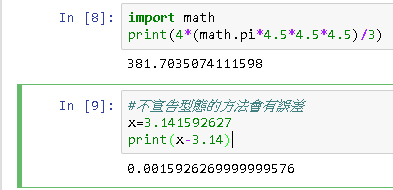 In [8]: import math
print(4*(math.pi*4.5*4.5*4.5)/3)
381.7035074111598
In [9]: #不宣告型態的方法會有誤差
x=3.141592627
print(x-3.14)
0.0015926269999999576